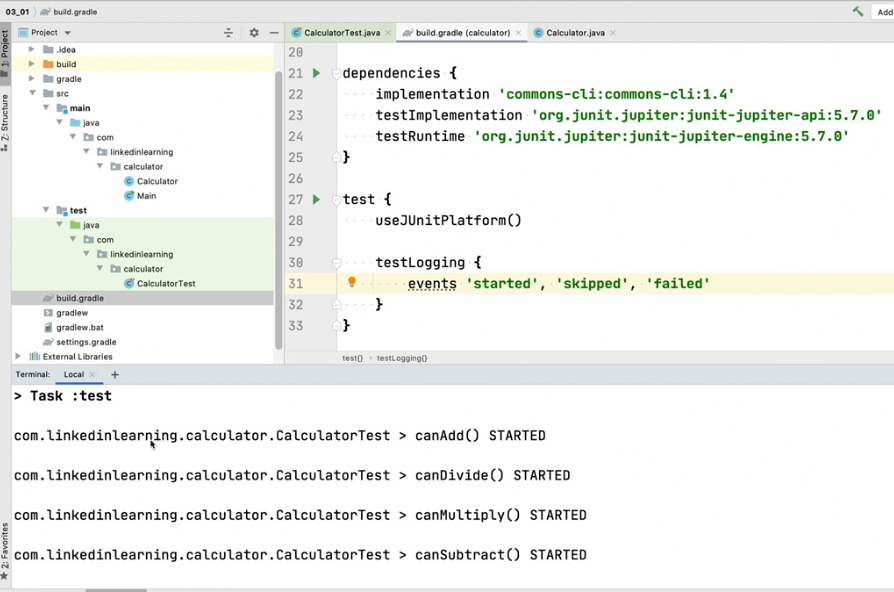 03_01 build.gradle
Add
1: Project
7: Structure
2: Favorites
Project
.idea
build
gradle
src
main
java
com
linkedinlearning
calculator
Calculator
Main
test
java
com
linkedinlearning
calculator
CalculatorTest
build.gradle
gradlew
gradlew.bat
settings.gradle
External Libraries
CalculatorTest.java
build.gradle (calculator)
Calculator.java
20
21 dependencies {
22 implementation 'commons-cli:commons-cli:1.4'
23 testImplementation 'org.junit.jupiter:junit-jupiter-api:5.7.0'
24 testRuntime 'org.junit.jupiter:junit-jupiter-engine:5.7.0'
25 }
26
27 test {
28 useJUnitPlatform()
29
30 testLogging {
31 events 'started', 'skipped', 'failed'
32 }
33 }
test{} › testLogging{}
Terminal: Local
> Task :test
com.linkedinlearning.calculator.CalculatorTest > canAdd() STARTED
com.linkedinlearning.calculator.CalculatorTest > canDivide() STARTED
com.linkedinlearning.calculator.CalculatorTest > canMultiply() STARTED
com.linkedinlearning.calculator.CalculatorTest > canSubtract() STARTED